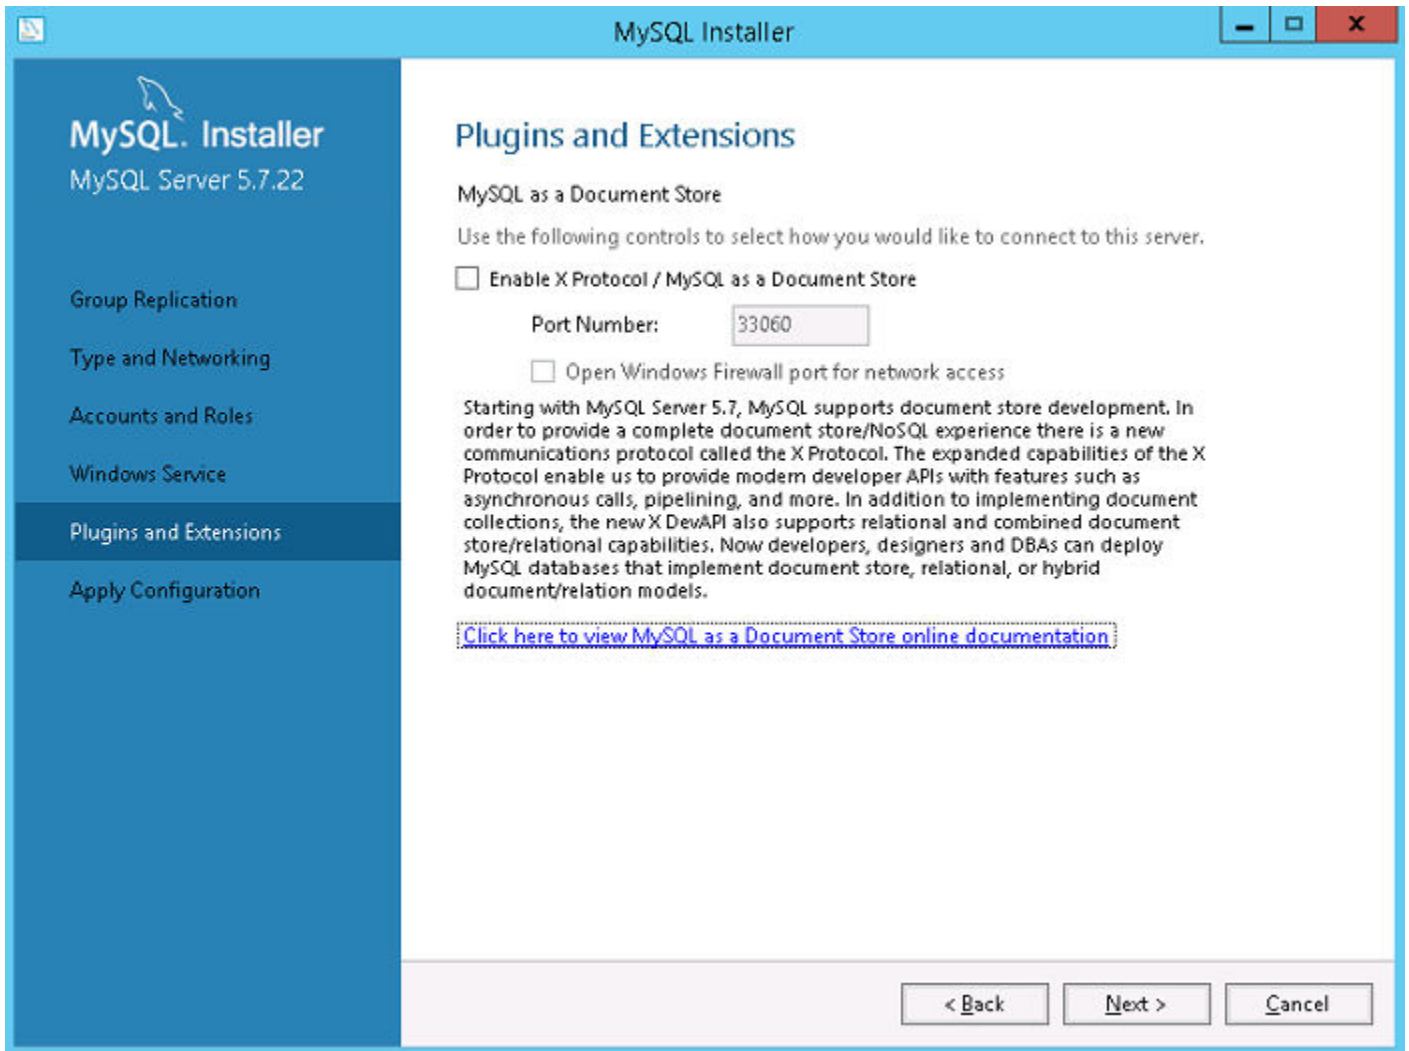 MySQL Installer
MySQL. Installer
MySQL Server 5.7.22
Group Replication
Type and Networking
Accounts and Roles
Windows Service
Plugins and Extensions
Apply Configuration
Plugins and Extensions
MySQL as a Document Store
Use the following controls to select how you would like to connect to this server.
Enable X Protocol / MySQL as a Document Store
Port Number: 33060
Open Windows Firewall port for network access
Starting with MySQL Server 5.7, MySQL supports document store development. In
order to provide a complete document store/NoSQL experience there is a new
communications protocol called the X Protocol. The expanded capabilities of the X
Protocol enable us to provide modern developer APIs with features such as
asynchronous calls, pipelining, and more. In addition to implementing document
collections, the new X DevAPI also supports relational and combined document
store/relational capabilities. Now developers, designers and DBAs can deploy
MySQL databases that implement document store, relational, or hybrid
document/relation models.
Click here to view MySQL as a Document Store online documentation
< Back Next > Cancel